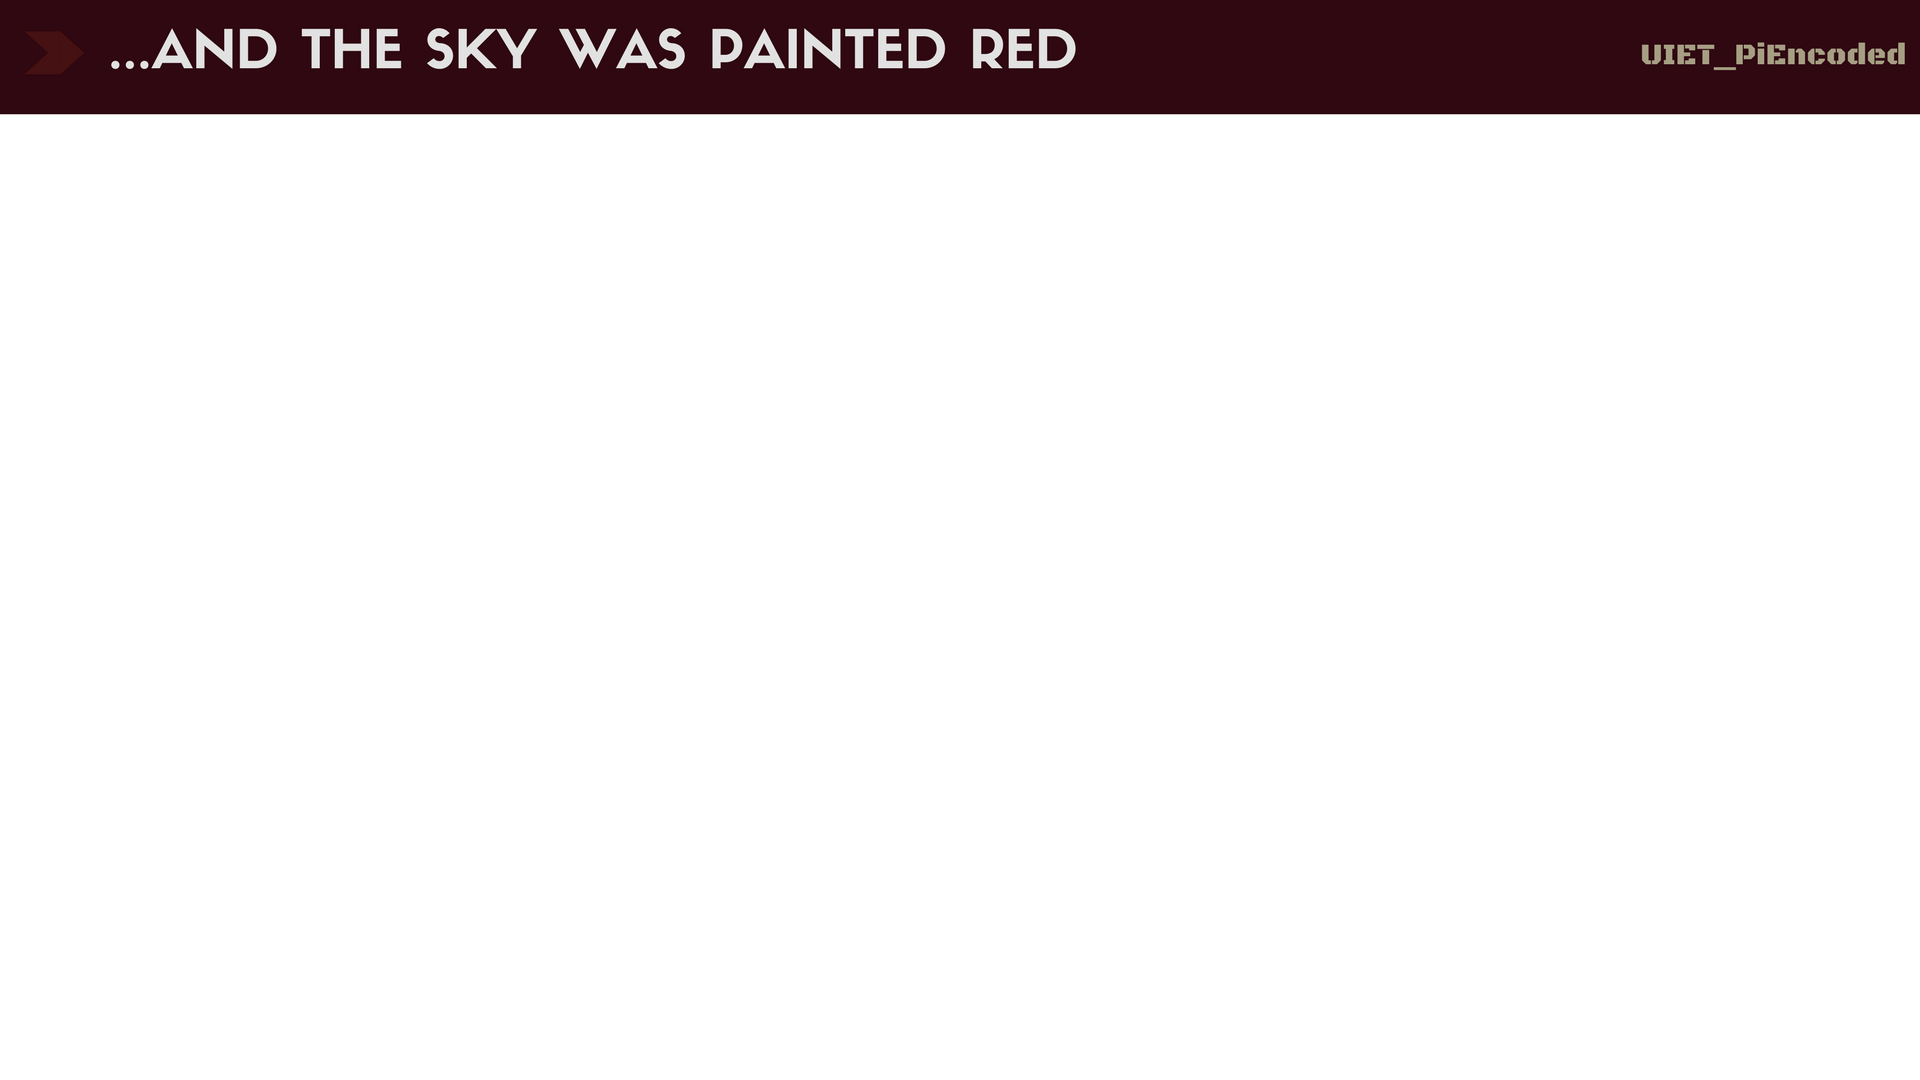 ...AND THE SKY WAS PAINTED RED
UIET_PiEncoded